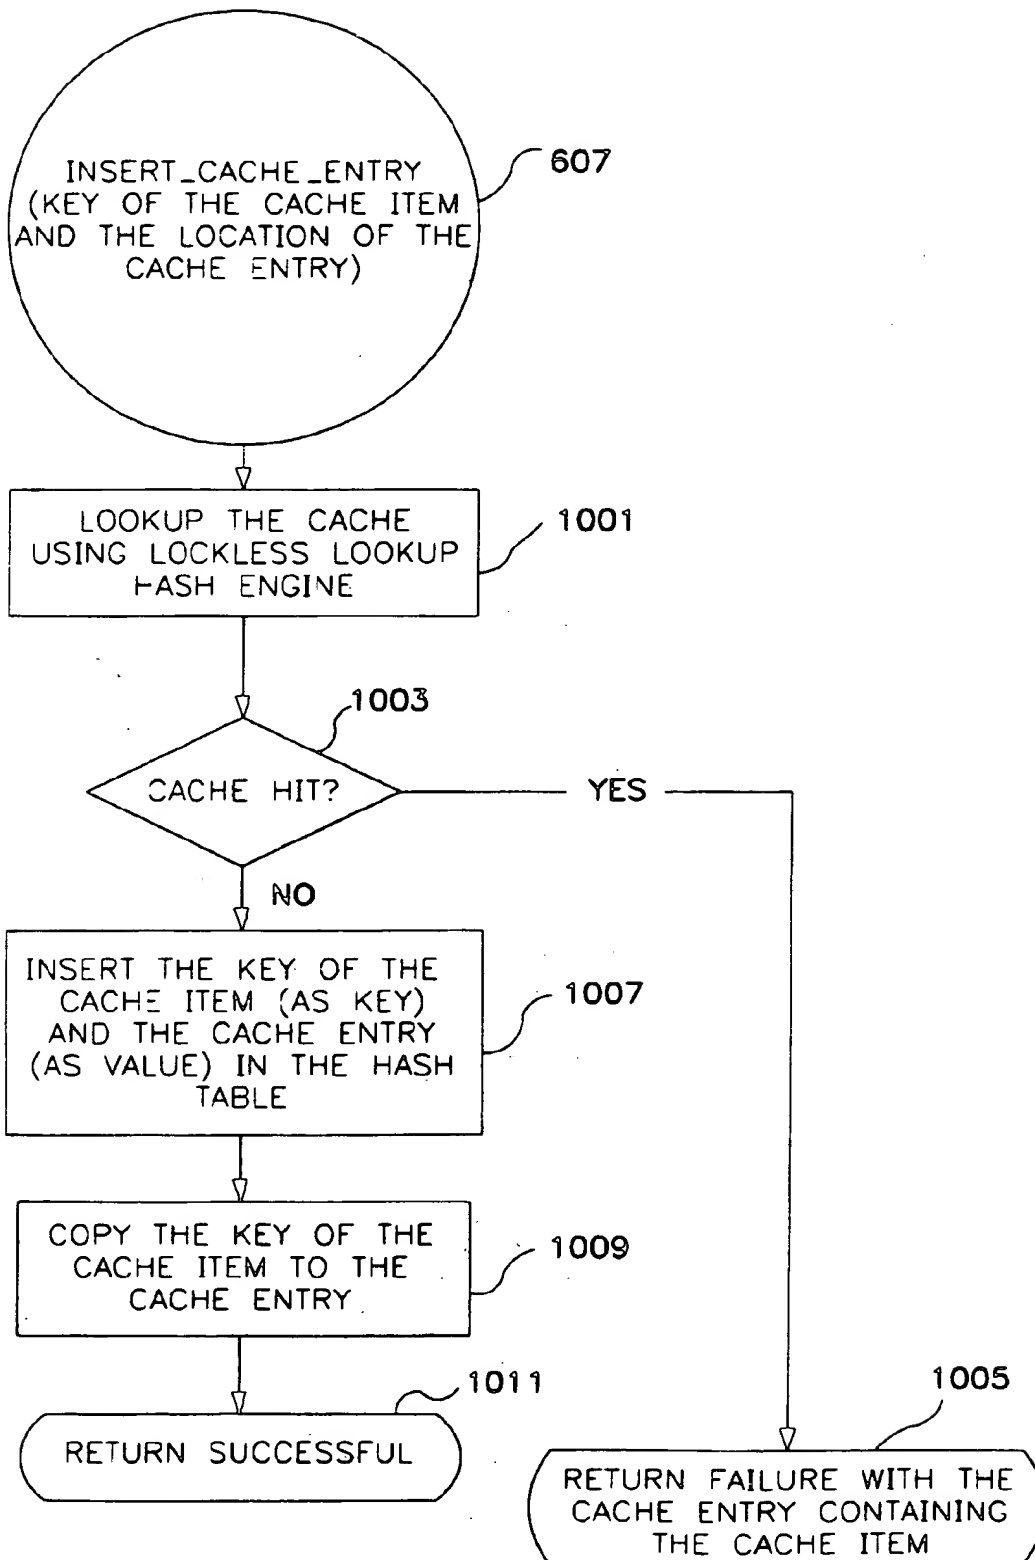 INSERT_CACHE_ENTRY
(KEY OF THE CACHE ITEM
AND THE LOCATION OF THE
CACHE ENTRY)
607
LOOKUP THE CACHE
USING LOCKLESS LOOKUP
HASH ENGINE
1001
1003
CACHE HIT?
YES
NO
INSERT THE KEY OF THE
CACHE ITEM (AS KEY)
AND THE CACHE ENTRY
(AS VALUE) IN THE HASH
TABLE
1007
COPY THE KEY OF THE
CACHE ITEM TO THE
CACHE ENTRY
1009
1011
RETURN SUCCESSFUL
1005
RETURN FAILURE WITH THE
CACHE ENTRY CONTAINING
THE CACHE ITEM